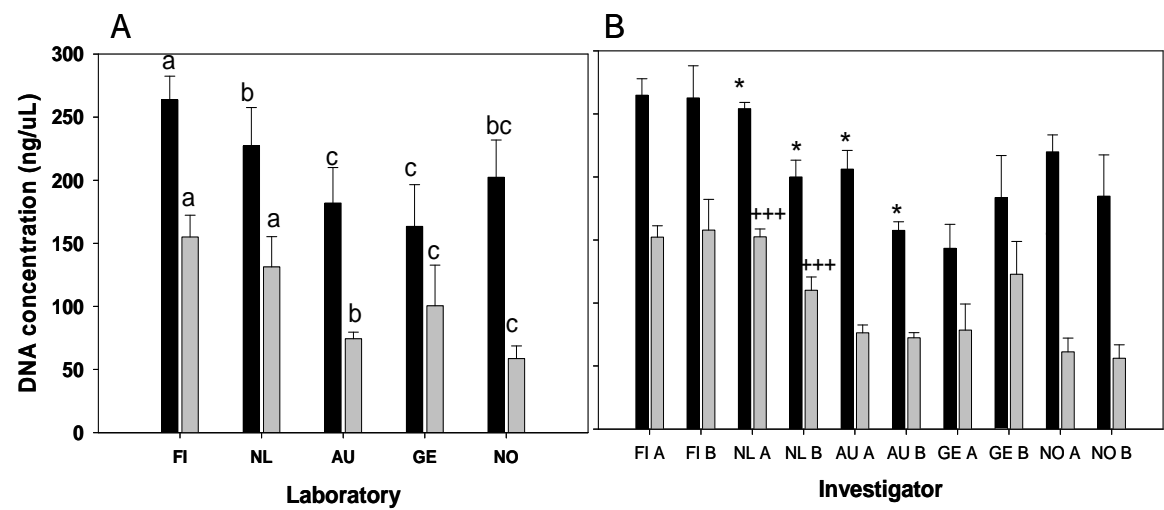 A
B
DNA concentration (ng/uL)
300
250
200
150
100
50
0
a
a
b
a
c
b
c
c
bc
c
FI
NL
AU
GE
NO
Laboratory
*
+++
*
+++
*
*
FI A
FI B
NL A
NL B
AU A
AU B
GE A
GE B
NO A
NO B
Investigator